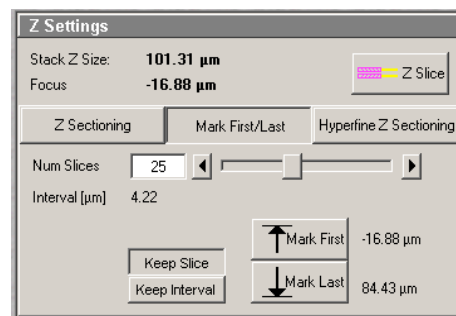 Z Settings
Stack Z Size: 101.31 µm
Focus -16.88 µm
Z Slice
Z Sectioning Mark First/Last Hyperfine Z Sectioning
Num Slices 25
Interval [µm] 4.22
Mark First -16.88 µm
Keep Slice
Keep Interval
Mark Last 84.43 µm